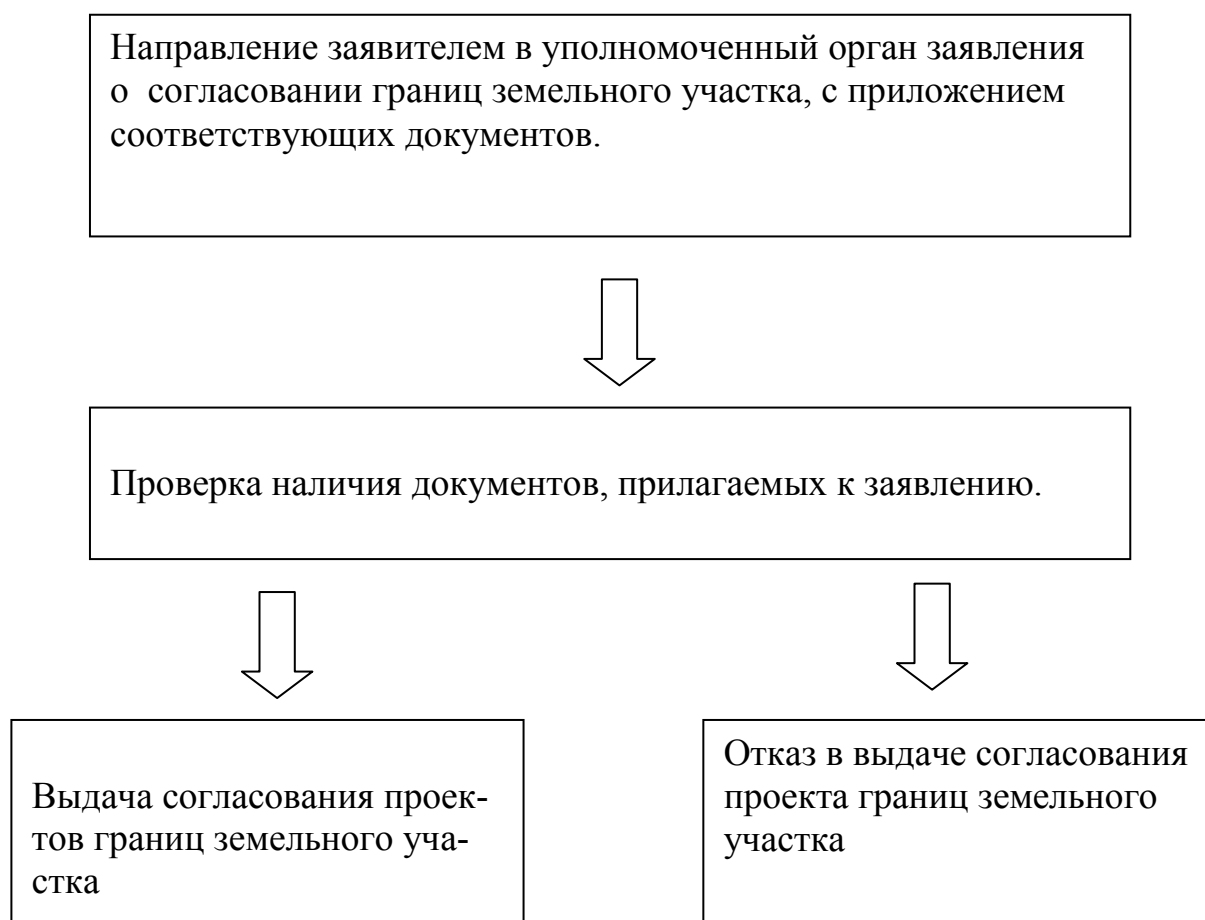 Направление заявителем в уполномоченный орган заявления
о согласовании границ земельного участка, с приложением
соответствующих документов.
Проверка наличия документов, прилагаемых к заявлению.
Выдача согласования проек-
тов границ земельного уча-
стка
Отказ в выдаче согласования
проекта границ земельного
участка